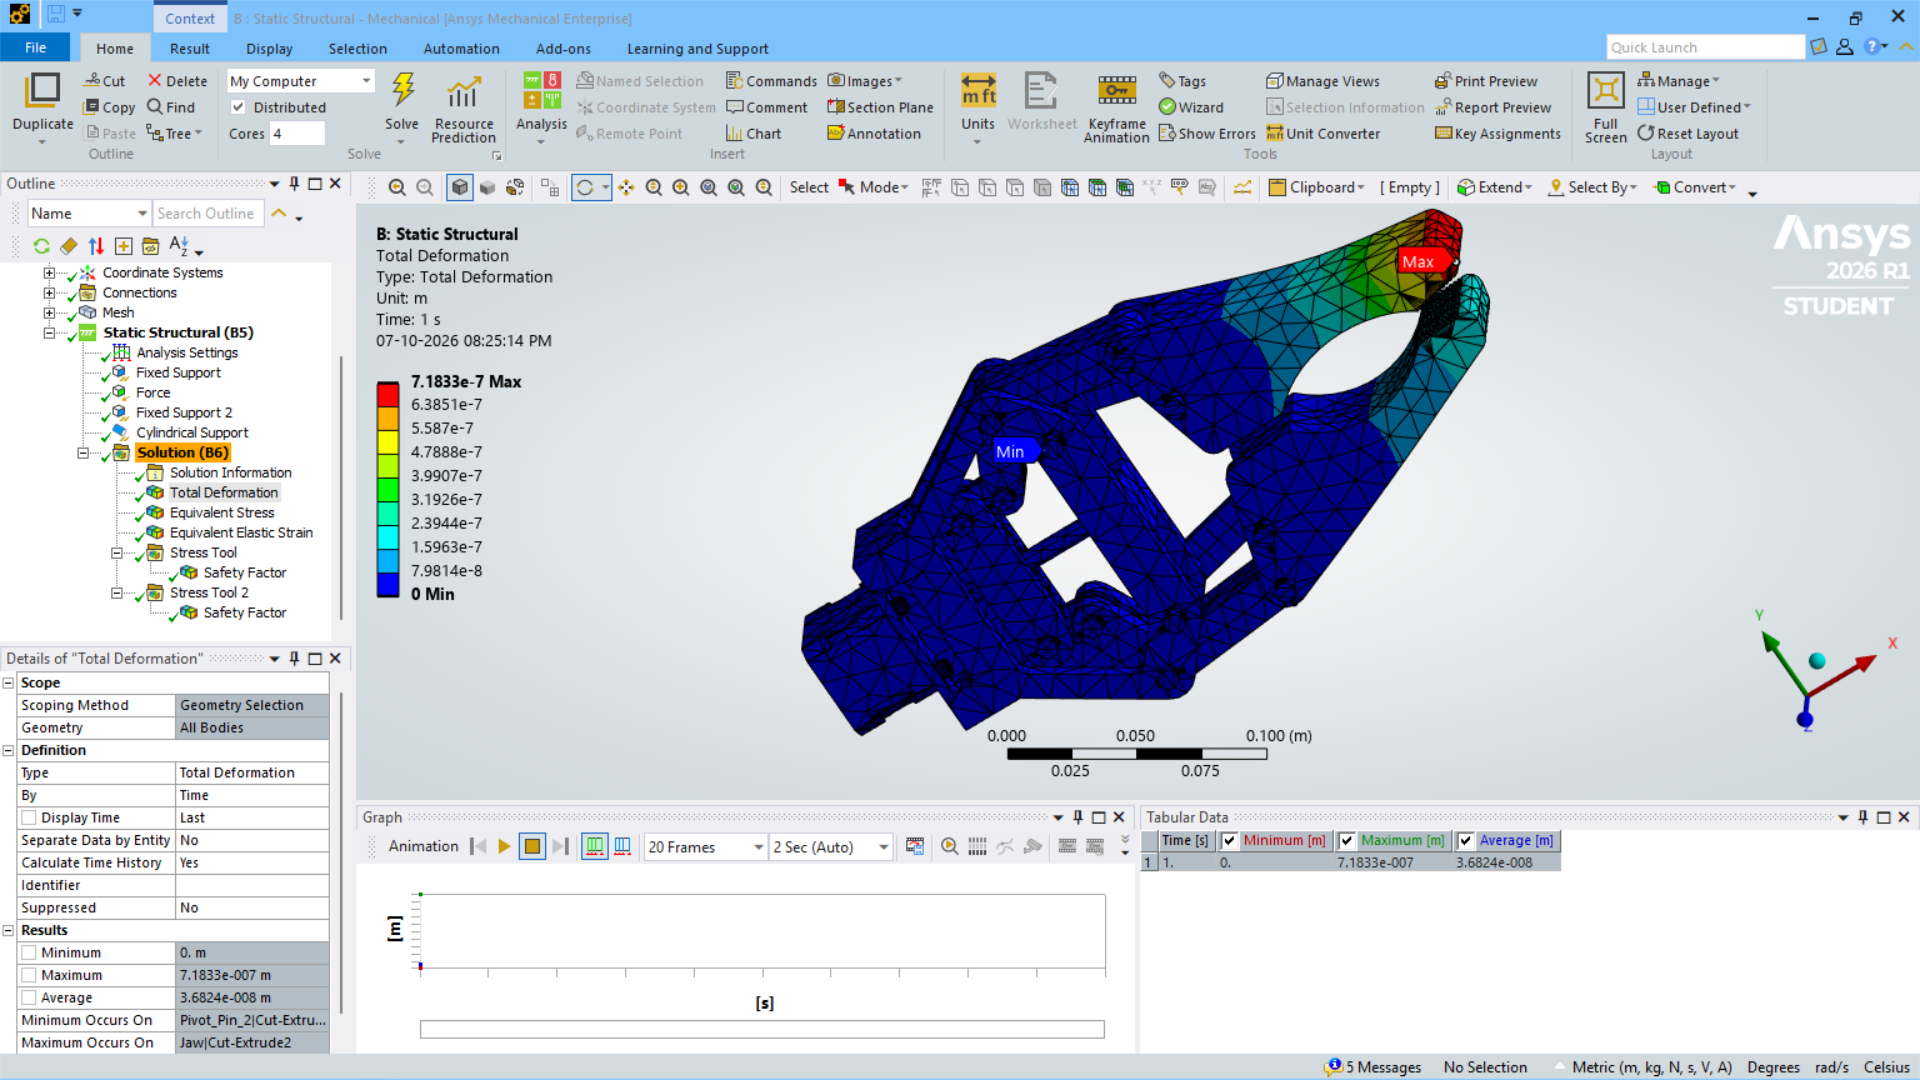 Context
B : Static Structural - Mechanical [Ansys Mechanical Enterprise]
File
Home
Result
Display
Selection
Automation
Add-ons
Learning and Support
Quick Launch
Duplicate
Cut
Copy
Paste
Delete
Find
Tree
Outline
My Computer
Distributed
Cores 4
Solve
Resource Prediction
Solve
Analysis
Named Selection
Coordinate System
Remote Point
Commands
Comment
Chart
Images
Section Plane
Annotation
Insert
Units
Worksheet
Keyframe Animation
Tags
Wizard
Show Errors
Manage Views
Selection Information
Unit Converter
Print Preview
Report Preview
Key Assignments
Tools
Full Screen
Manage
User Defined
Reset Layout
Layout
Outline
Name
Search Outline
Coordinate Systems
Connections
Mesh
Static Structural (B5)
Analysis Settings
Fixed Support
Force
Fixed Support 2
Cylindrical Support
Solution (B6)
Solution Information
Total Deformation
Equivalent Stress
Equivalent Elastic Strain
Stress Tool
Safety Factor
Stress Tool 2
Safety Factor
Details of "Total Deformation"
Scope
Scoping Method Geometry Selection
Geometry All Bodies
Definition
Type Total Deformation
By Time
Display Time Last
Separate Data by Entity No
Calculate Time History Yes
Identifier
Suppressed No
Results
Minimum 0. m
Maximum 7.1833e-007 m
Average 3.6824e-008 m
Minimum Occurs On Pivot_Pin_2|Cut-Extru...
Maximum Occurs On Jaw|Cut-Extrude2
Select
Mode
Clipboard
[ Empty ]
Extend
Select By
Convert
B: Static Structural
Total Deformation
Type: Total Deformation
Unit: m
Time: 1 s
07-10-2026 08:25:14 PM
7.1833e-7 Max
6.3851e-7
5.587e-7
4.7888e-7
3.9907e-7
3.1926e-7
2.3944e-7
1.5963e-7
7.9814e-8
0 Min
Max
Min
Ansys
2026 R1
STUDENT
Y
X
Z
0.000 0.050 0.100 (m)
0.025 0.075
Graph
Animation
20 Frames
2 Sec (Auto)
[m]
[s]
Tabular Data
Time [s] Minimum [m] Maximum [m] Average [m]
1 1. 0. 7.1833e-007 3.6824e-008
5 Messages
No Selection
Metric (m, kg, N, s, V, A)
Degrees
rad/s
Celsius